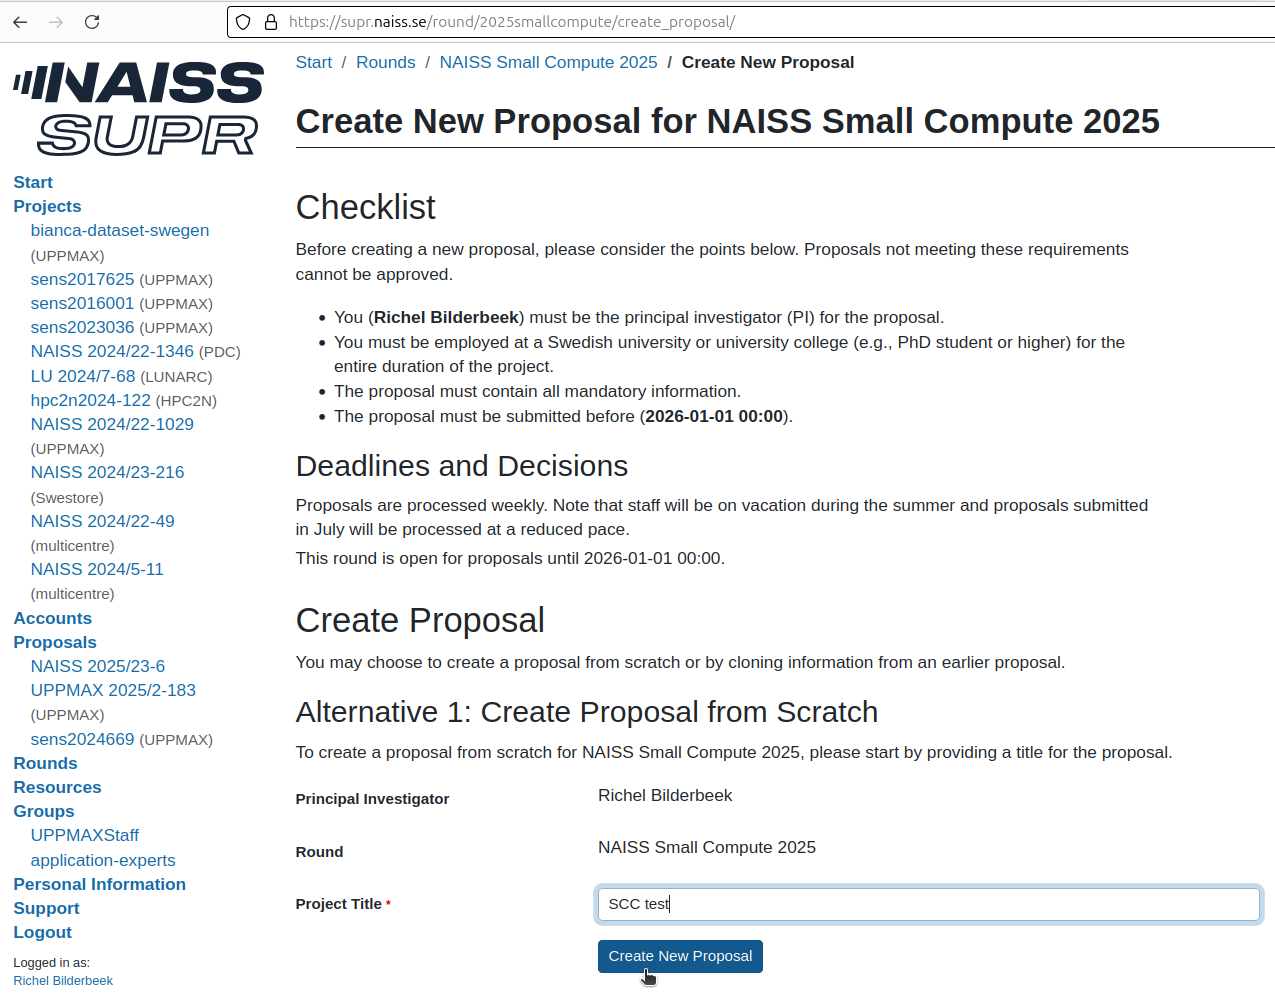 https://supr.naiss.se/round/2025smallcompute/create_proposal/
NAISS
SUPR
Start
Projects
bianca-dataset-swegen
(UPPMAX)
sens2017625 (UPPMAX)
sens2016001 (UPPMAX)
sens2023036 (UPPMAX)
NAISS 2024/22-1346 (PDC)
LU 2024/7-68 (LUNARC)
hpc2n2024-122 (HPC2N)
NAISS 2024/22-1029
(UPPMAX)
NAISS 2024/23-216
(Swestore)
NAISS 2024/22-49
(multicentre)
NAISS 2024/5-11
(multicentre)
Accounts
Proposals
NAISS 2025/23-6
UPPMAX 2025/2-183
(UPPMAX)
sens2024669 (UPPMAX)
Rounds
Resources
Groups
UPPMAXStaff
application-experts
Personal Information
Support
Logout
Logged in as:
Richel Bilderbeek
Start / Rounds / NAISS Small Compute 2025 / Create New Proposal
Create New Proposal for NAISS Small Compute 2025
Checklist
Before creating a new proposal, please consider the points below. Proposals not meeting these requirements
cannot be approved.
• You (Richel Bilderbeek) must be the principal investigator (PI) for the proposal.
• You must be employed at a Swedish university or university college (e.g., PhD student or higher) for the
entire duration of the project.
• The proposal must contain all mandatory information.
• The proposal must be submitted before (2026-01-01 00:00).
Deadlines and Decisions
Proposals are processed weekly. Note that staff will be on vacation during the summer and proposals submitted
in July will be processed at a reduced pace.
This round is open for proposals until 2026-01-01 00:00.
Create Proposal
You may choose to create a proposal from scratch or by cloning information from an earlier proposal.
Alternative 1: Create Proposal from Scratch
To create a proposal from scratch for NAISS Small Compute 2025, please start by providing a title for the proposal.
Principal Investigator Richel Bilderbeek
Round NAISS Small Compute 2025
Project Title * SCC test
Create New Proposal